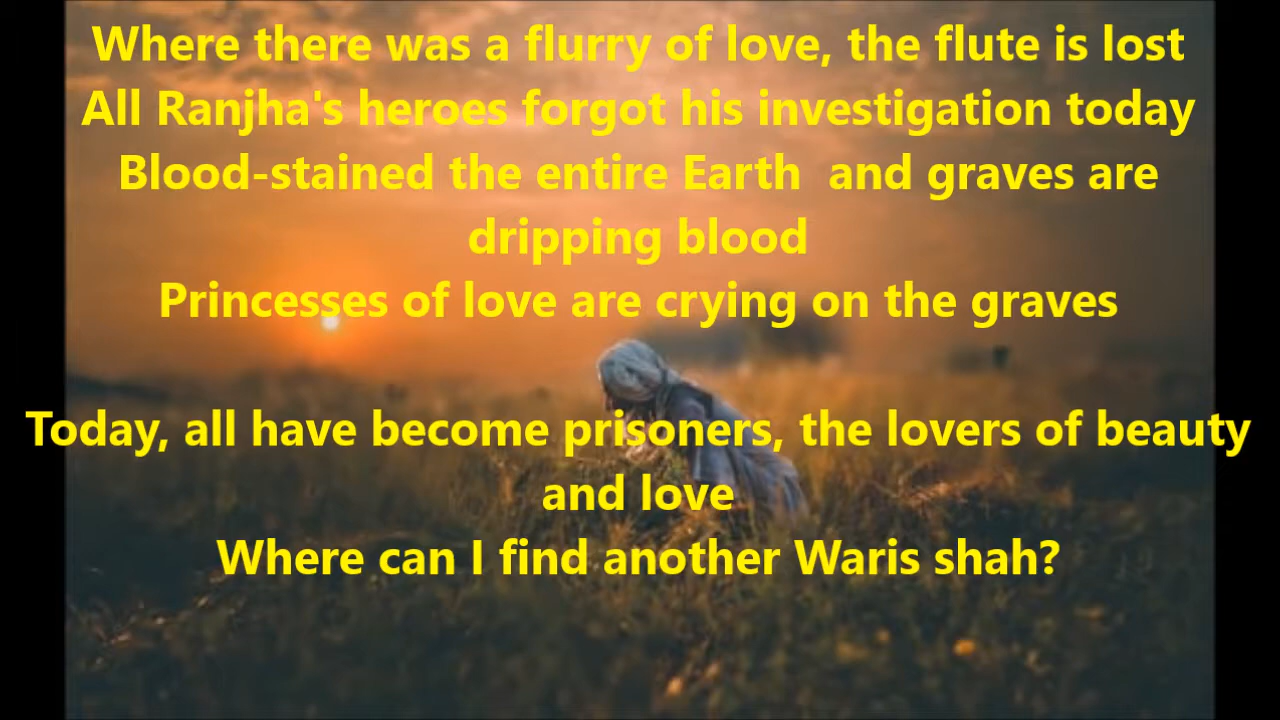 Where there was a flurry of love, the flute is lost
All Ranjha's heroes forgot his investigation today
Blood-stained the entire Earth  and graves are
dripping blood
Princesses of love are crying on the graves
Today, all have become prisoners, the lovers of beauty
and love
Where can I find another Waris shah?